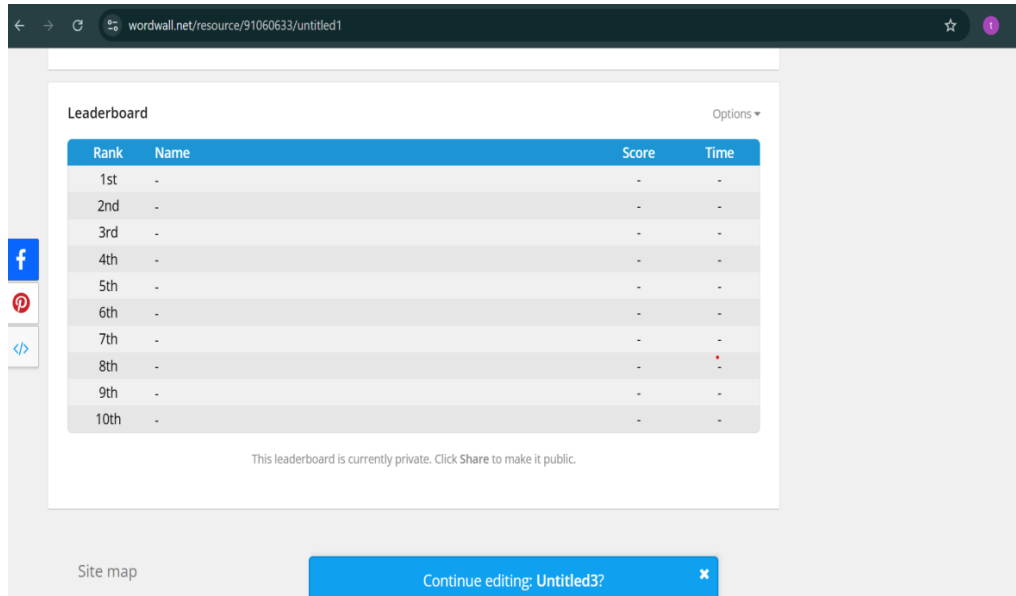 wordwall.net/resource/91060633/untitled1
t
Leaderboard Options
Rank Name Score Time
1st - - -
2nd - - -
3rd - - -
4th - - -
5th - - -
6th - - -
7th - - -
8th - - -
9th - - -
10th - - -
This leaderboard is currently private. Click Share to make it public.
Site map
Continue editing: Untitled3?